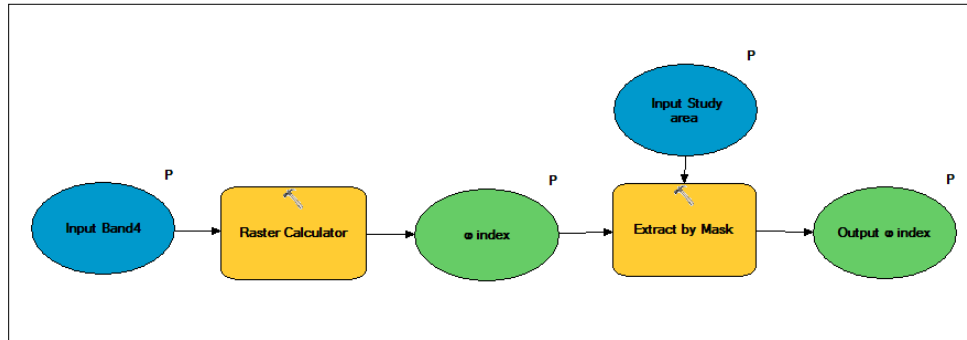 P
Input Study
area
P
Input Band4
Raster Calculator
P
ω index
Extract by Mask
P
Output ω index